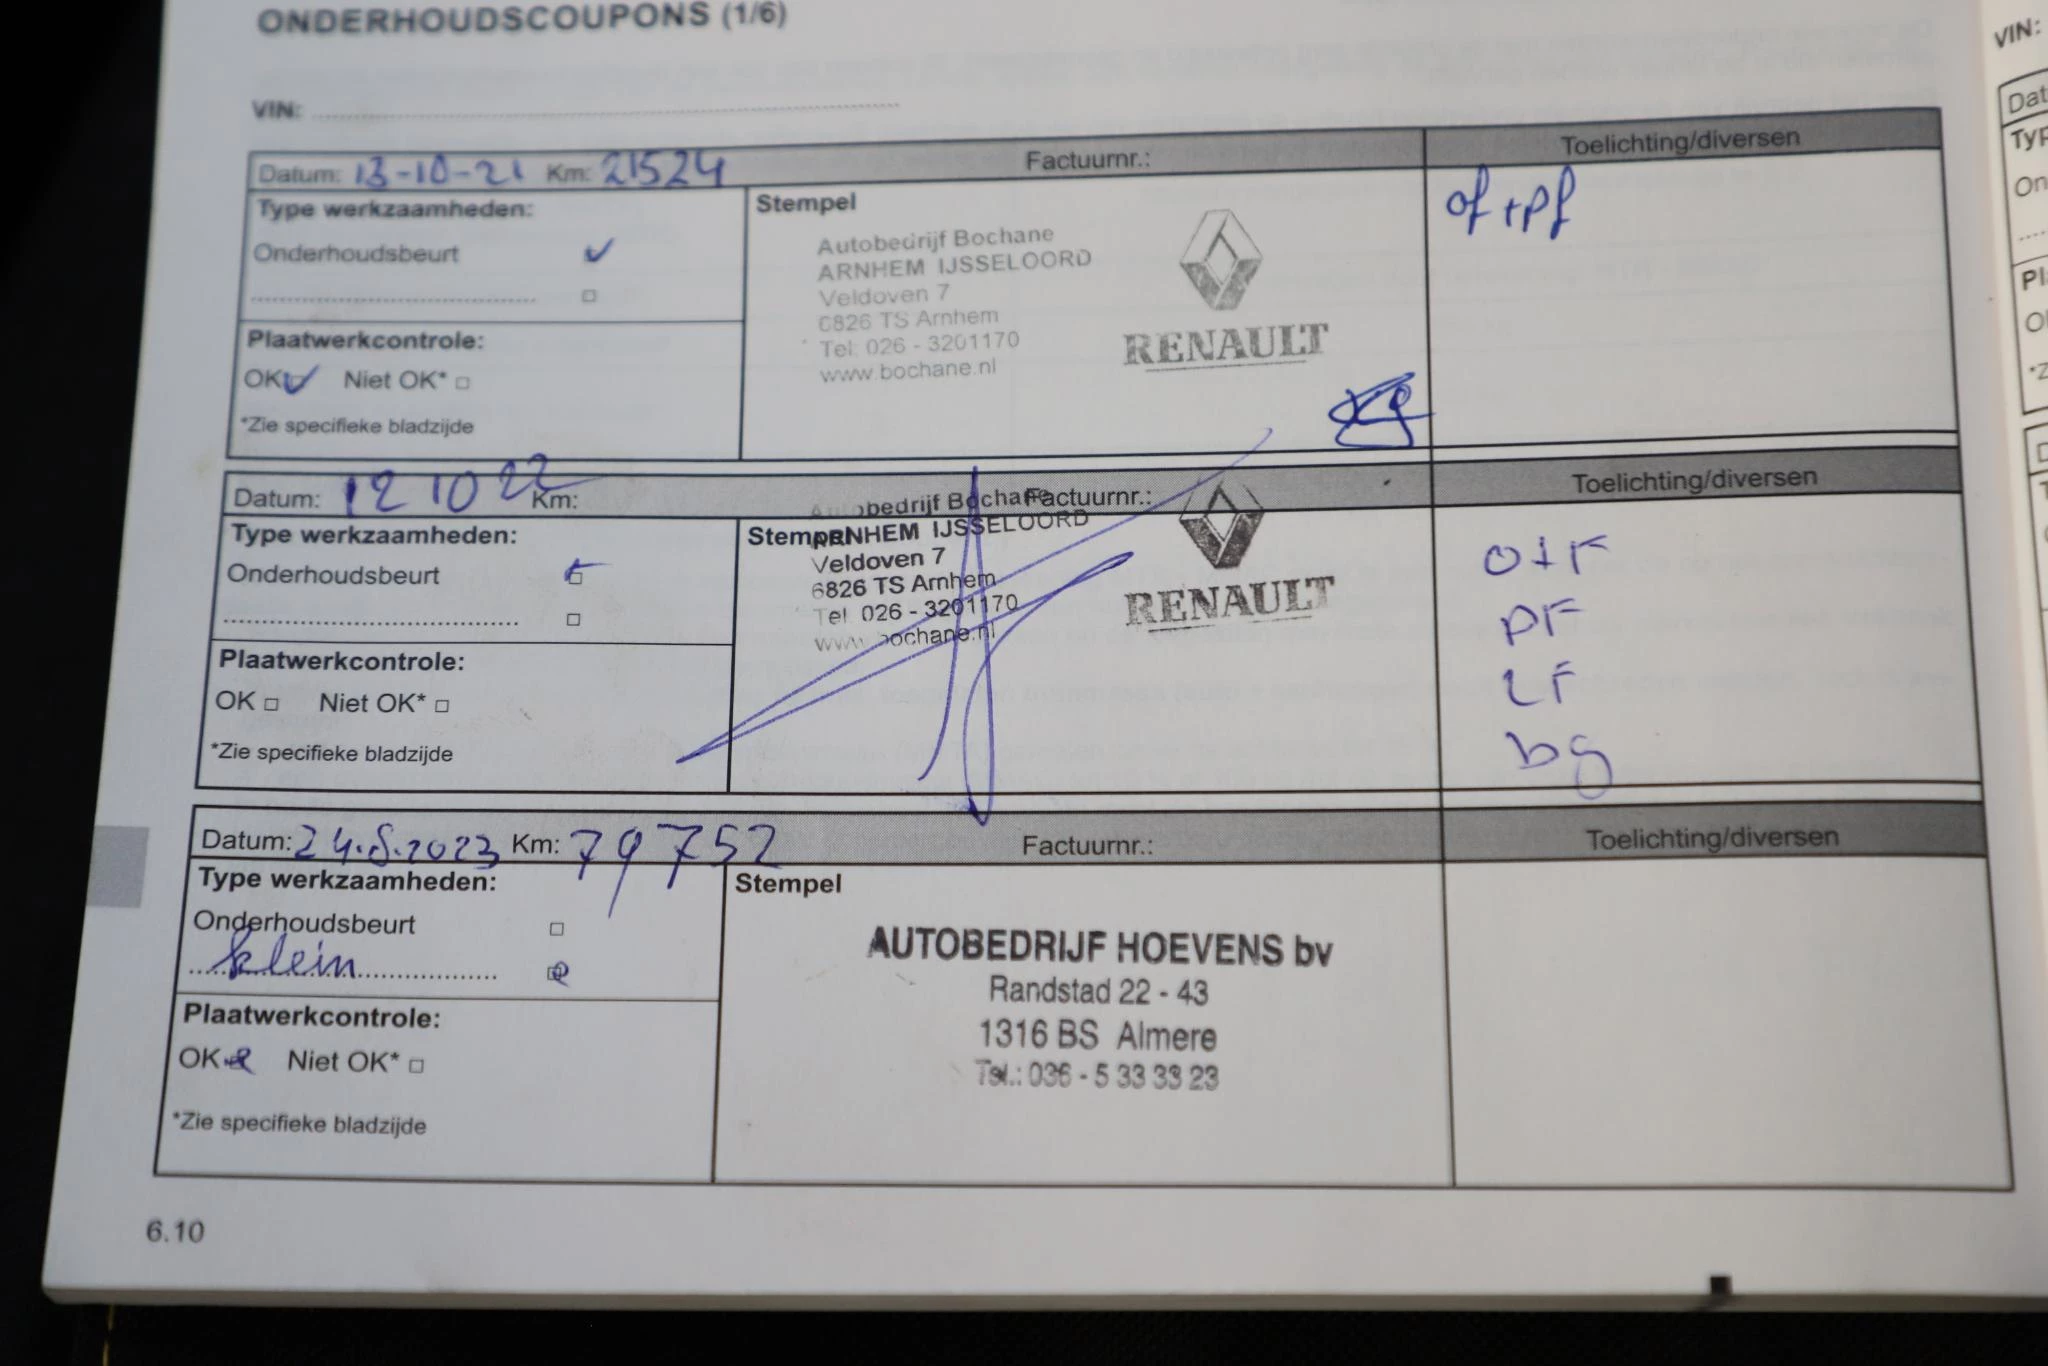 ONDERHOUDSCOUPONS (1/6)
VIN:
Datum: 13-10-21 Km: 21524 Factuurnr.: Toelichting/diversen
Type werkzaamheden: Stempel
of + pf
Onderhoudsbeurt
Autobedrijf Bochane
ARNHEM IJSSELOORD
Veldoven 7
6826 TS Arnhem
Tel: 026 - 3201170
www.bochane.nl
RENAULT
Plaatwerkcontrole:
OK Niet OK*
*Zie specifieke bladzijde
Datum: 12 10 22 Km: Factuurnr.: Toelichting/diversen
Type werkzaamheden: Stempel
Onderhoudsbeurt
Autobedrijf Bochane
ARNHEM IJSSELOORD
Veldoven 7
6826 TS Arnhem
Tel. 026 - 3201170
www.bochane.nl
RENAULT
PF
bg
Plaatwerkcontrole:
OK Niet OK*
*Zie specifieke bladzijde
Datum: 24.8.2023 Km: 79752 Factuurnr.: Toelichting/diversen
Type werkzaamheden: Stempel
Onderhoudsbeurt
klein
AUTOBEDRIJF HOEVENS bv
Randstad 22 - 43
1316 BS Almere
Tel.: 036 - 5 33 33 23
Plaatwerkcontrole:
OK Niet OK*
*Zie specifieke bladzijde
6.10
VIN: